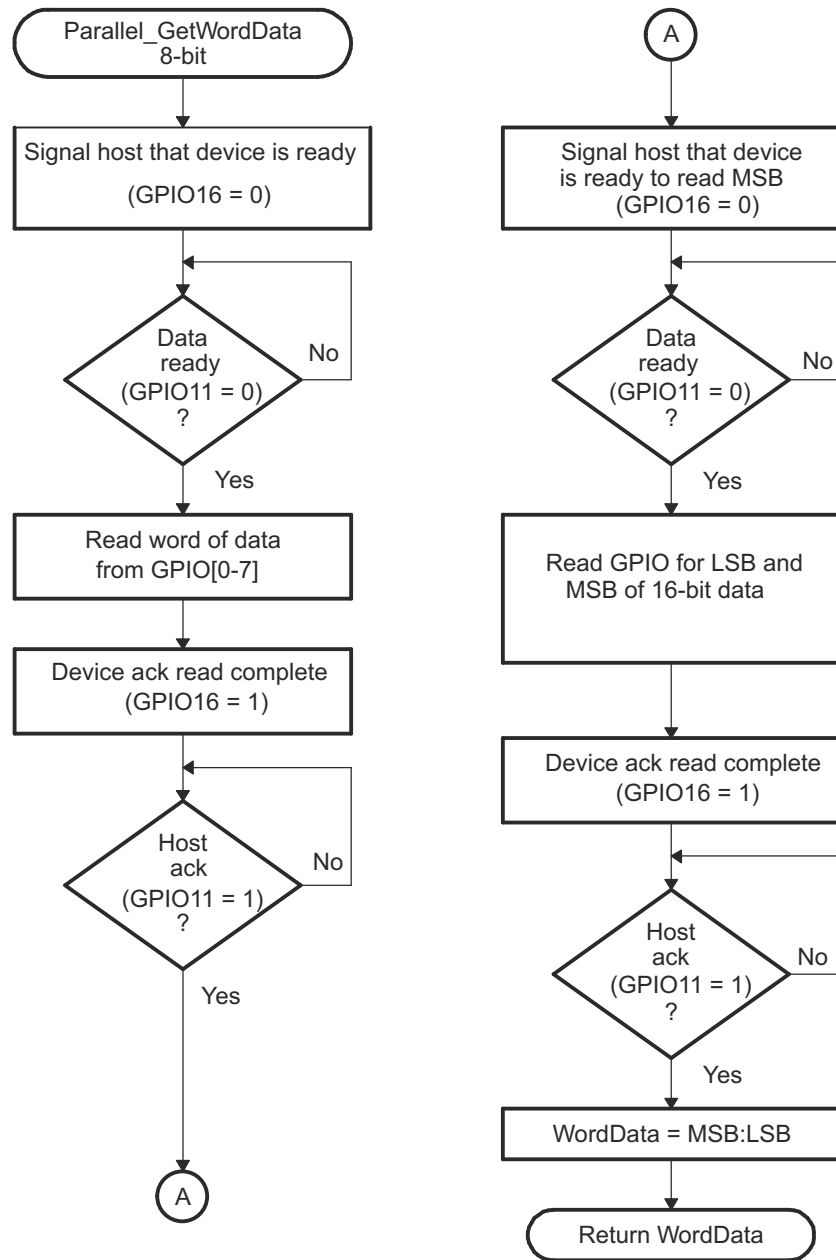 Parallel_GetWordData
8-bit
Signal host that device is ready
(GPIO16 = 0)
Data
ready
(GPIO11 = 0)
?
No
Yes
Read word of data
from GPIO[0-7]
Device ack read complete
(GPIO16 = 1)
Host
ack
(GPIO11 = 1)
?
No
Yes
A
A
Signal host that device
is ready to read MSB
(GPIO16 = 0)
Data
ready
(GPIO11 = 0)
?
No
Yes
Read GPIO for LSB and
MSB of 16-bit data
Device ack read complete
(GPIO16 = 1)
Host
ack
(GPIO11 = 1)
?
No
Yes
WordData = MSB:LSB
Return WordData